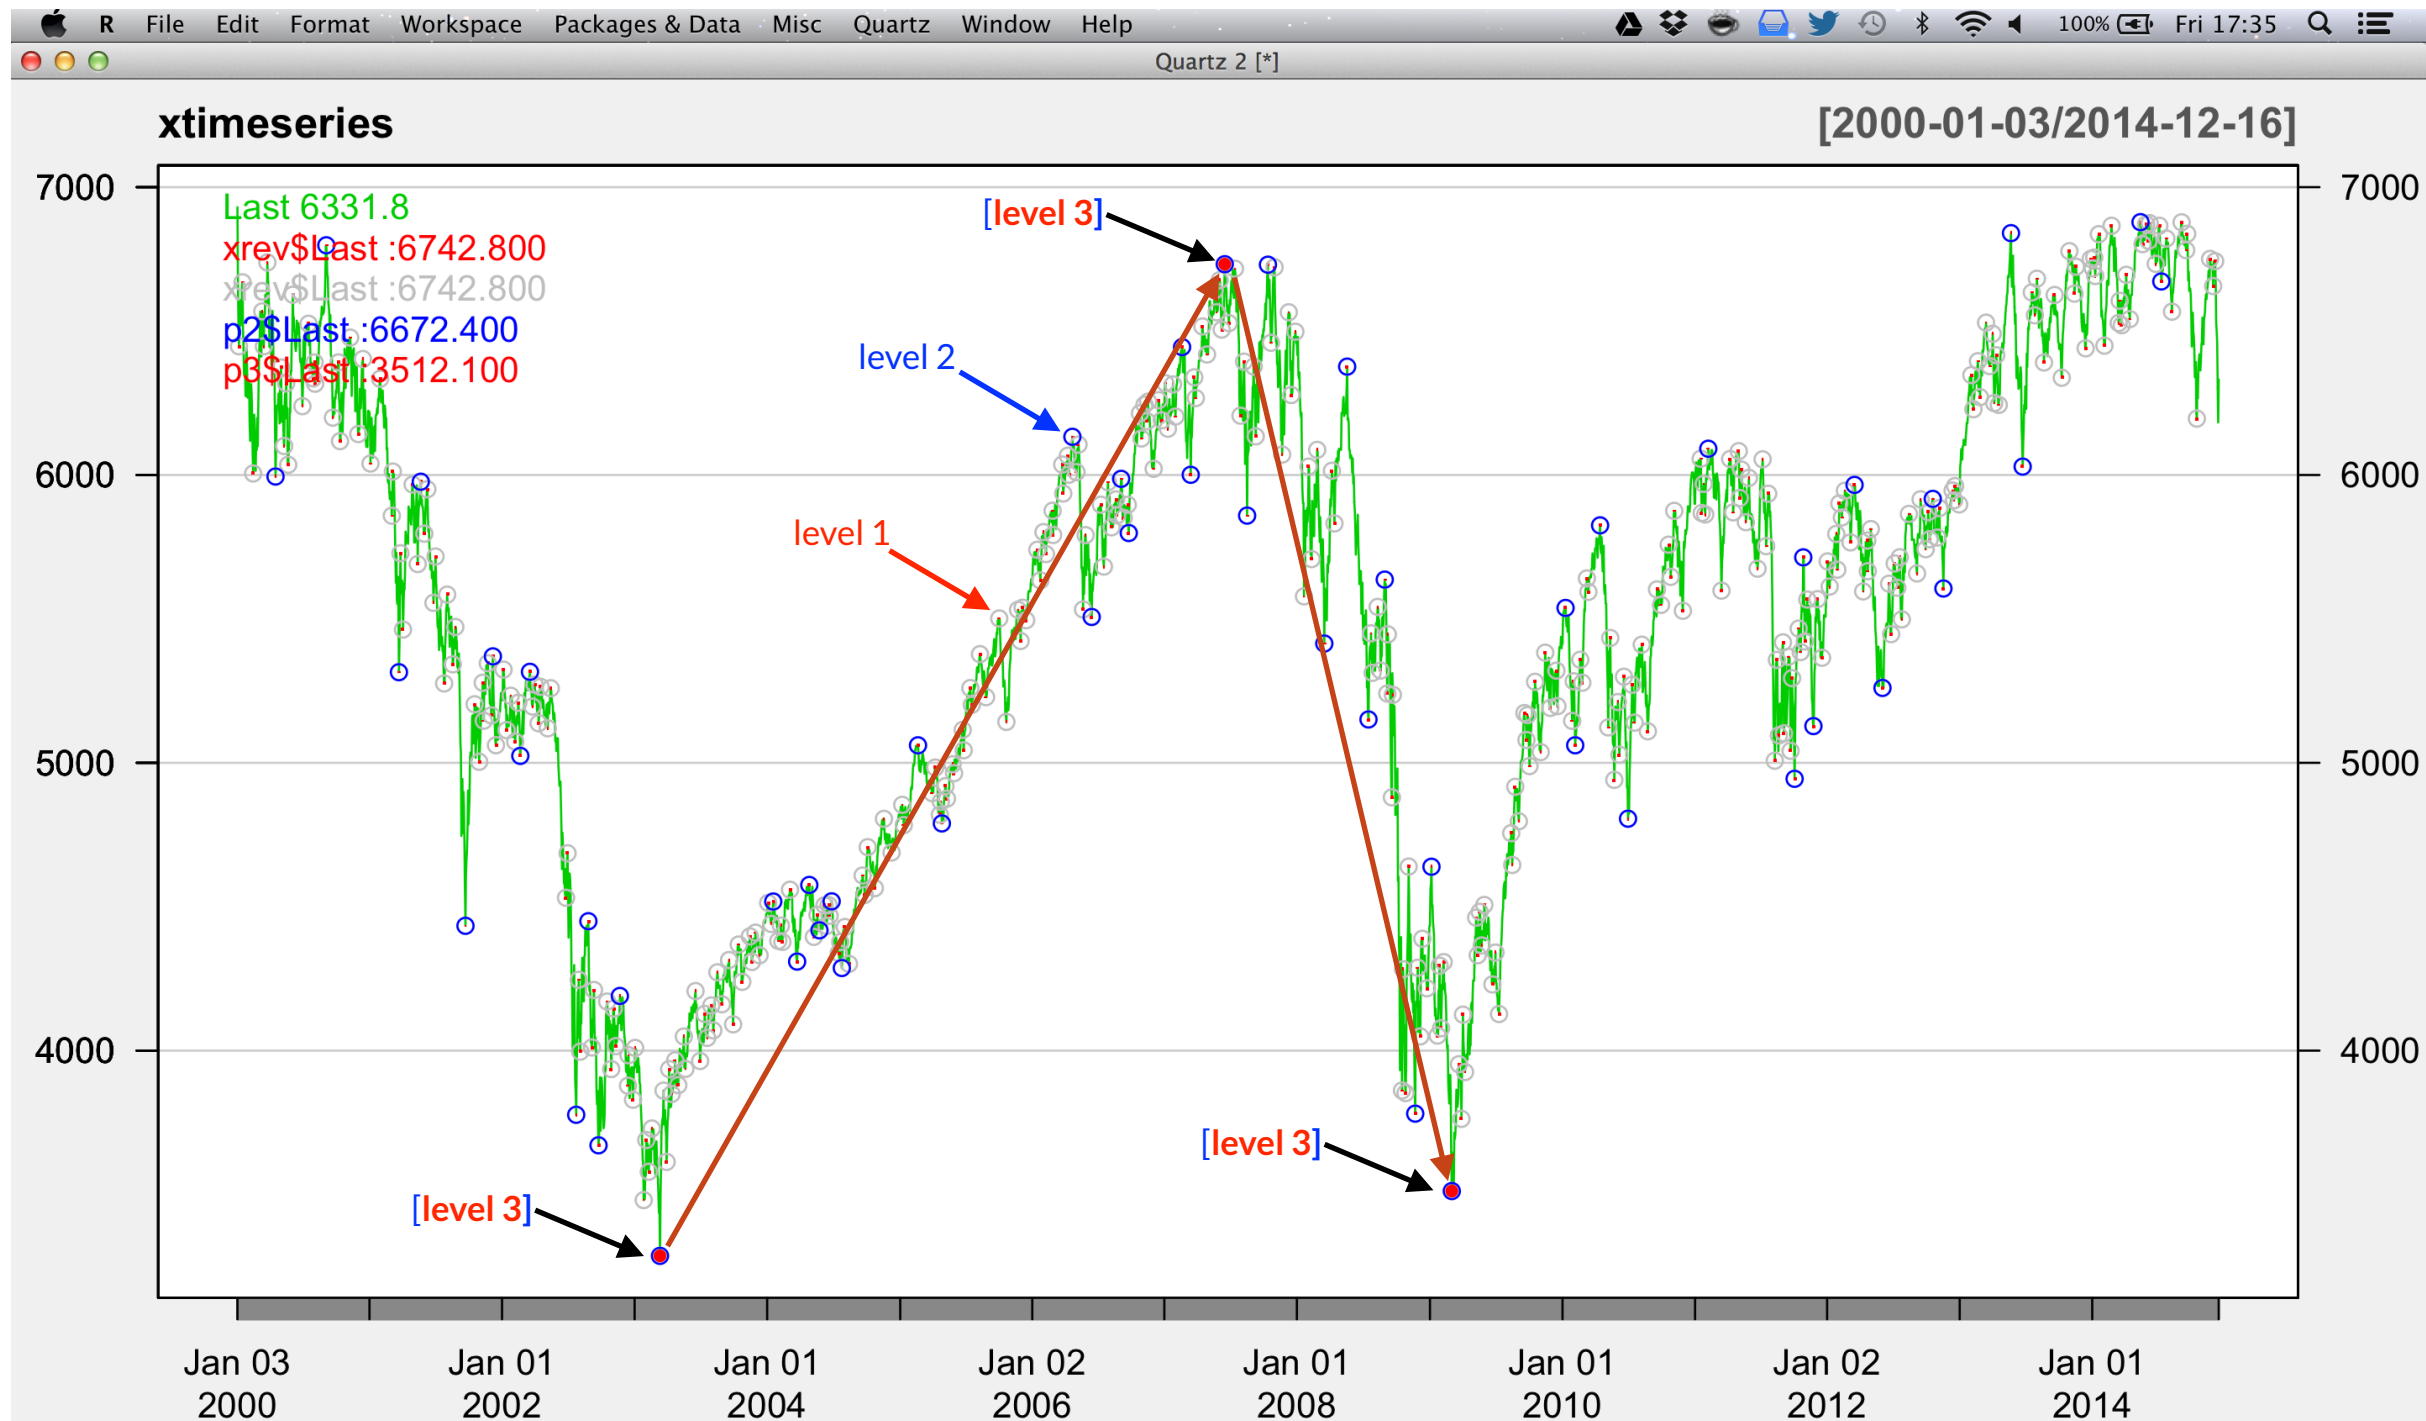 R File Edit Format Workspace Packages & Data Misc Quartz Window Help 100% Fri 17:35
Quartz 2 [*]
xtimeseries [2000-01-03/2014-12-16]
7000 7000
Last 6331.8
xrev$Last :6742.800
xrev$Last :6742.800
p2$Last :6672.400
p3$Last :3512.100
[level 3]
level 2
6000 6000
level 1
5000 5000
4000 4000
[level 3]
[level 3]
Jan 03 Jan 01 Jan 01 Jan 02 Jan 01 Jan 01 Jan 02 Jan 01
2000 2002 2004 2006 2008 2010 2012 2014